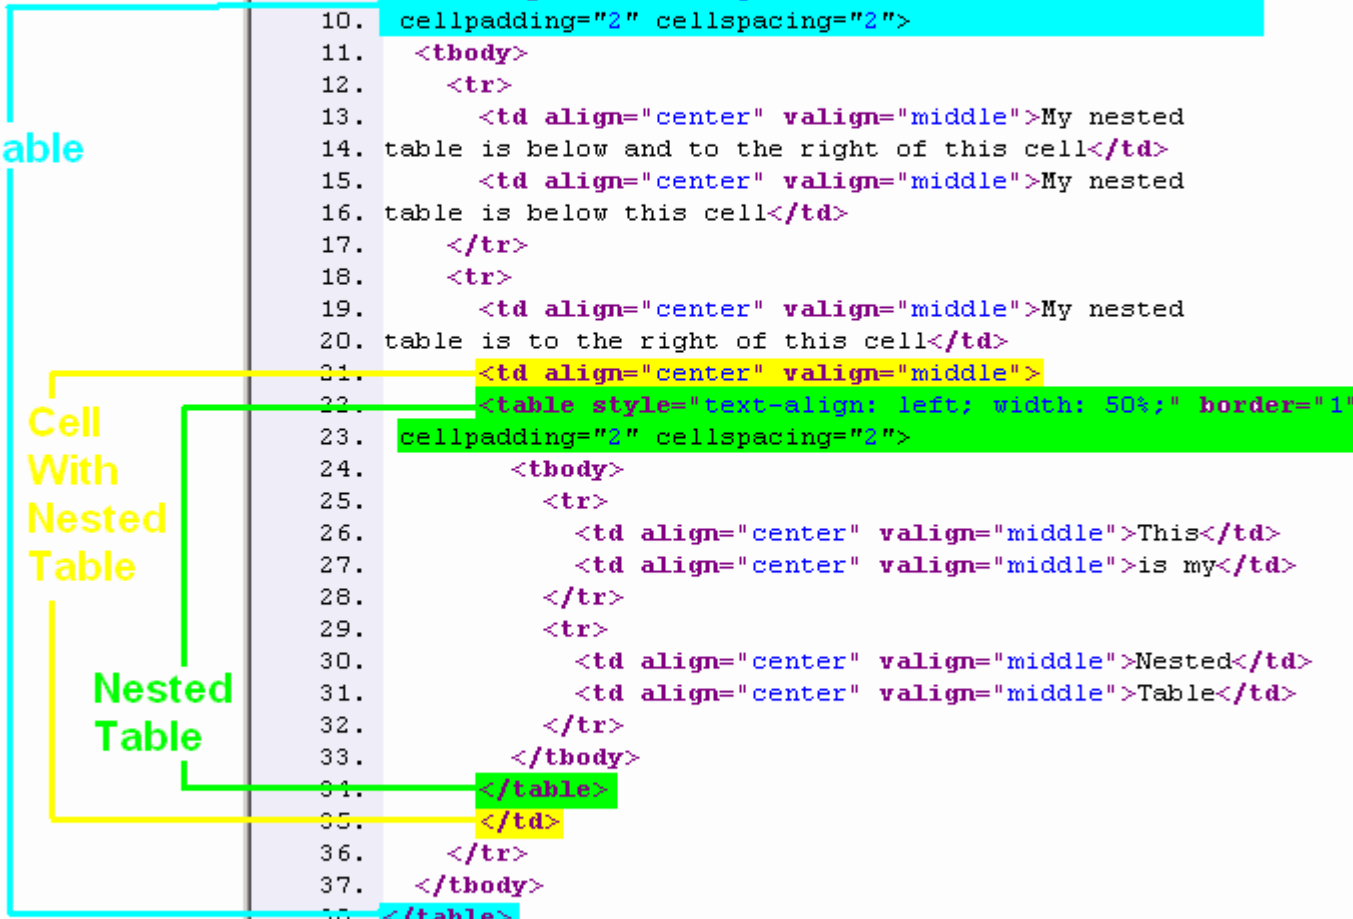 10. cellpadding="2" cellspacing="2">
11. <tbody>
12. <tr>
13. <td align="center" valign="middle">My nested
14. table is below and to the right of this cell</td>
able
15. <td align="center" valign="middle">My nested
16. table is below this cell</td>
17. </tr>
18. <tr>
19. <td align="center" valign="middle">My nested
20. table is to the right of this cell</td>
21. <td align="center" valign="middle">
22. <table style="text-align: left; width: 50%;" border="1"
23. cellpadding="2" cellspacing="2">
Cell
With
Nested
Table
24. <tbody>
25. <tr>
26. <td align="center" valign="middle">This</td>
27. <td align="center" valign="middle">is my</td>
28. </tr>
29. <tr>
30. <td align="center" valign="middle">Nested</td>
31. <td align="center" valign="middle">Table</td>
Nested
Table
32. </tr>
33. </tbody>
34. </table>
35. </td>
36. </tr>
37. </tbody>
38. </table>